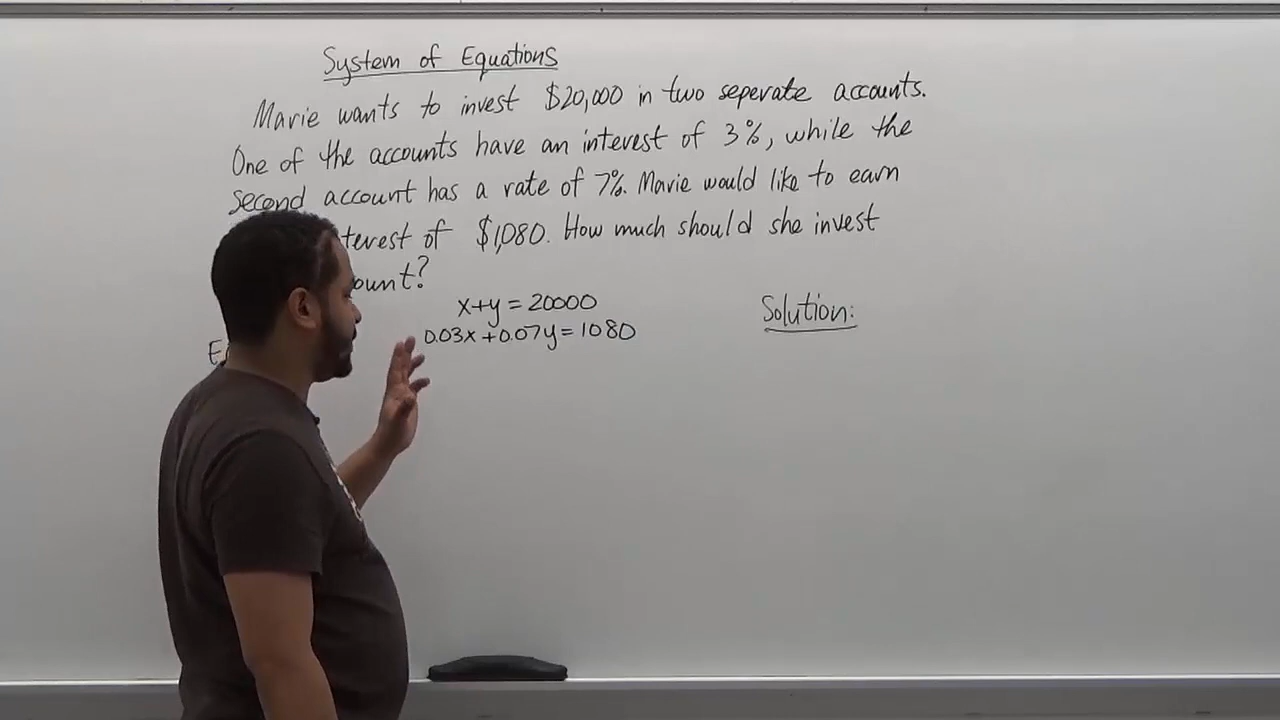 System of Equations
Marie wants to invest $20,000 in two seperate accounts.
One of the accounts have an interest of 3%, while the
second account has a rate of 7%. Marie would like to earn
terest of $1,080. How much should she invest
ount?
x+y = 20000
0.03x + 0.07y = 1080
Solution: